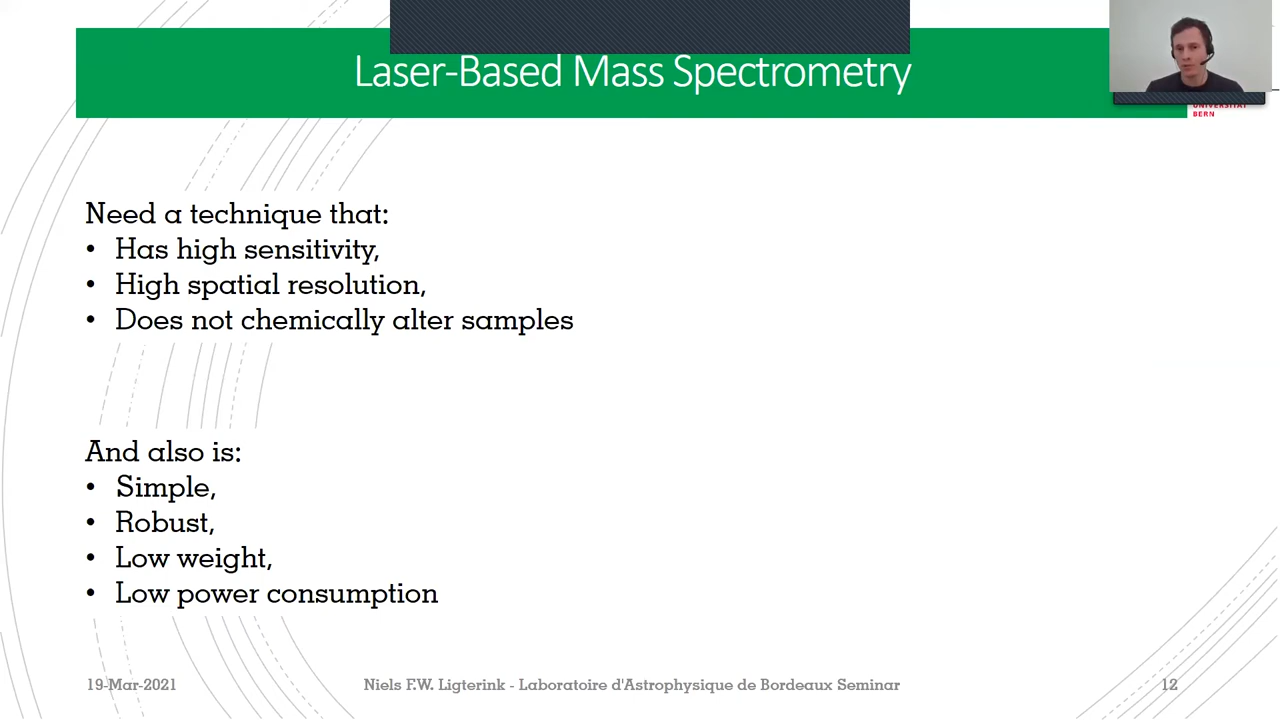 Laser-Based Mass Spectrometry
UNIVERSITÄT
BERN
Need a technique that:
• Has high sensitivity,
• High spatial resolution,
• Does not chemically alter samples
And also is:
• Simple,
• Robust,
• Low weight,
• Low power consumption
19-Mar-2021
Niels F.W. Ligterink - Laboratoire d'Astrophysique de Bordeaux Seminar
12